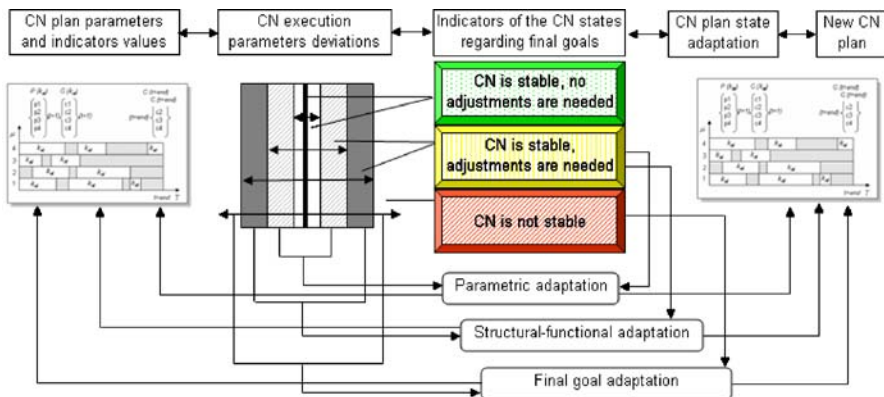 CN plan parameters
and indicators values
CN execution
parameters deviations
Indicators of the CN states
regarding final goals
CN plan state
adaptation
New CN
plan
CN is stable, no
adjustments are needed
CN is stable,
adjustments are needed
CN is not stable
Parametric adaptation
Structural-functional adaptation
Final goal adaptation